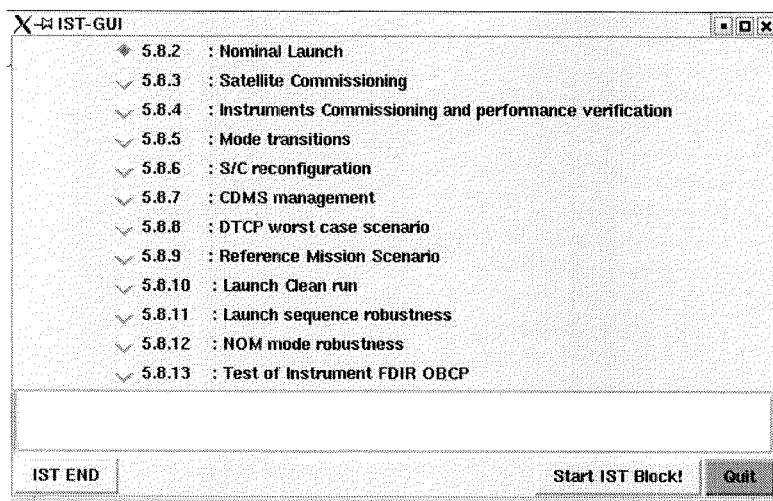 IST-GUI
5.8.2 : Nominal Launch
5.8.3 : Satellite Commissioning
5.8.4 : Instruments Commissioning and performance verification
5.8.5 : Mode transitions
5.8.6 : S/C reconfiguration
5.8.7 : CDMS management
5.8.8 : DTCP worst case scenario
5.8.9 : Reference Mission Scenario
5.8.10 : Launch Clean run
5.8.11 : Launch sequence robustness
5.8.12 : NOM mode robustness
5.8.13 : Test of Instrument FDIR OBCP
IST END Start IST Block! Quit